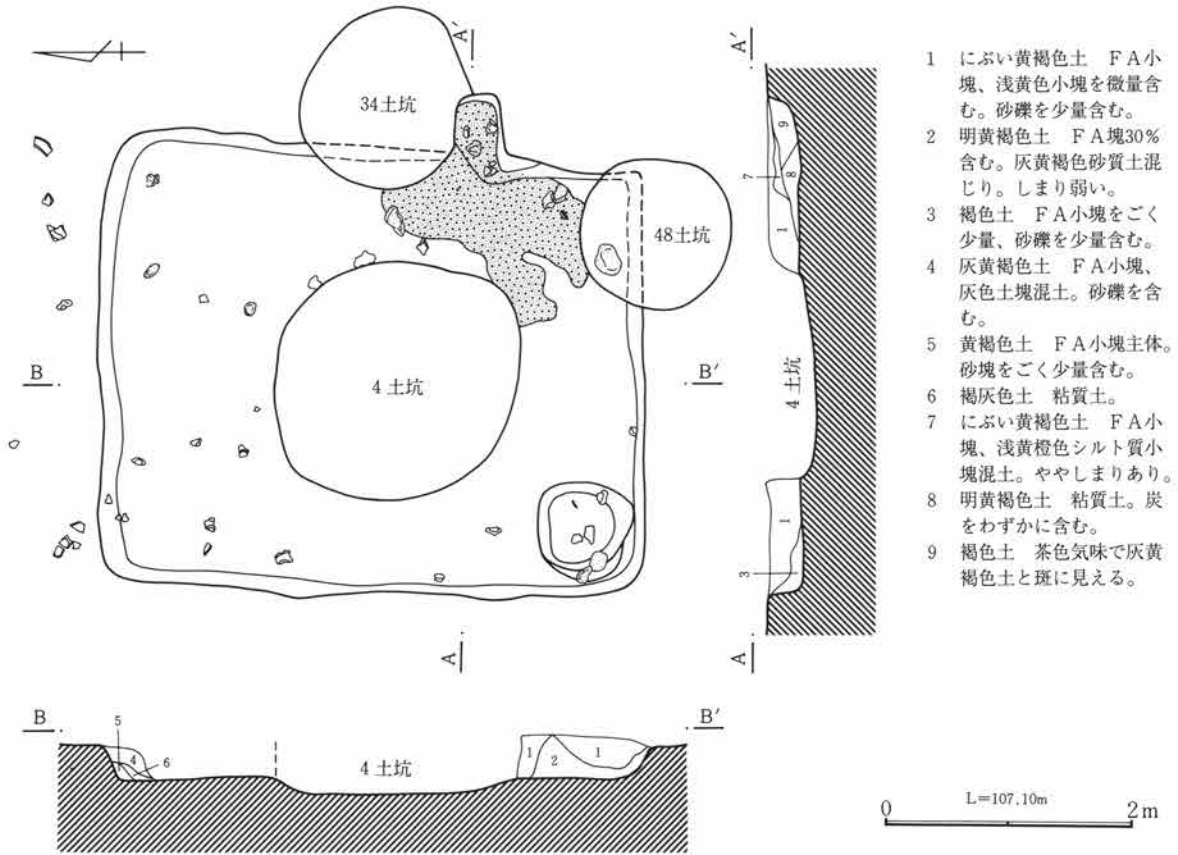 A′
34土坑
48土坑
4土坑
B
B′
A
A′
9
7
8
1
4土坑
1
3
A
1 にぶい黄褐色土 FA小
塊、浅黄色小塊を微量含
む。砂礫を少量含む。
2 明黄褐色土 FA塊30%
含む。灰黄褐色砂質土混
じり。しまり弱い。
3 褐色土 FA小塊をごく
少量、砂礫を少量含む。
4 灰黄褐色土 FA小塊、
灰色土塊混土。砂礫を含
む。
5 黄褐色土 FA小塊主体。
砂塊をごく少量含む。
6 褐灰色土 粘質土。
7 にぶい黄褐色土 FA小
塊、浅黄橙色シルト質小
塊混土。ややしまりあり。
8 明黄褐色土 粘質土。炭
をわずかに含む。
9 褐色土 茶色気味で灰黄
褐色土と斑に見える。
B
5
4
6
4土坑
1
2
1
B′
L=107.10m
0 2m